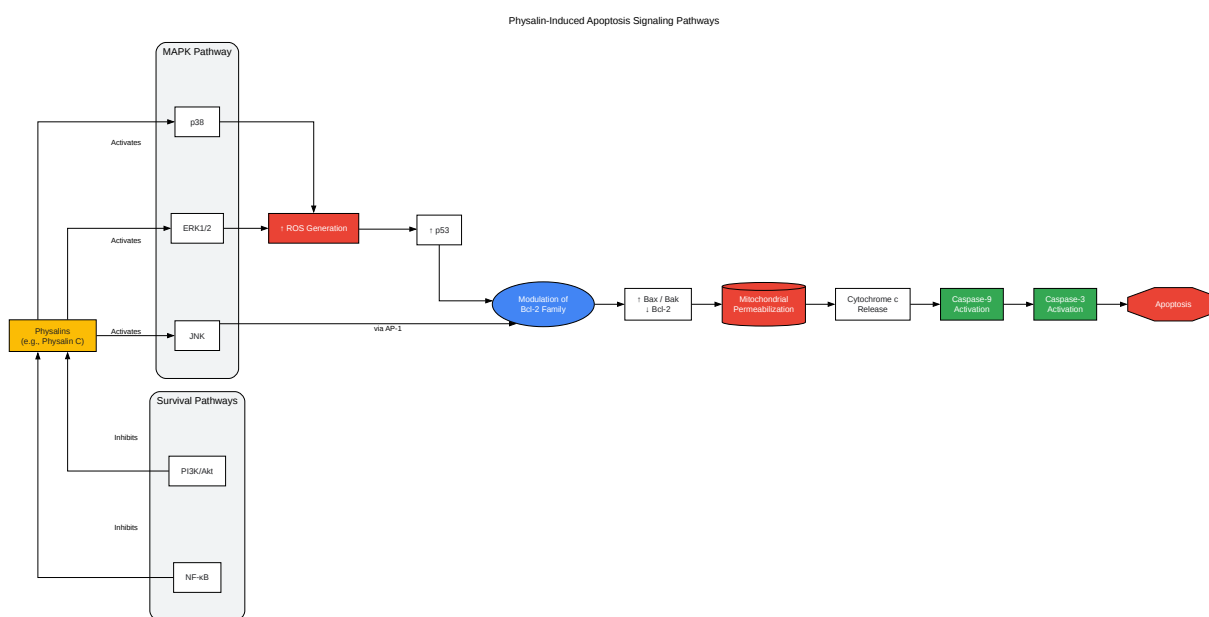 Physalin-Induced Apoptosis Signaling Pathways
MAPK Pathway
p38
Activates
ERK1/2
↑ ROS Generation
↑ p53
Activates
Modulation of
Bcl-2 Family
↑ Bax / Bak
↓ Bcl-2
Mitochondrial
Permeabilization
Cytochrome c
Release
Caspase-9
Activation
Caspase-3
Activation
Apoptosis
Physalins
(e.g., Physalin C)
Activates
JNK
via AP-1
Survival Pathways
Inhibits
PI3K/Akt
Inhibits
NF-κB